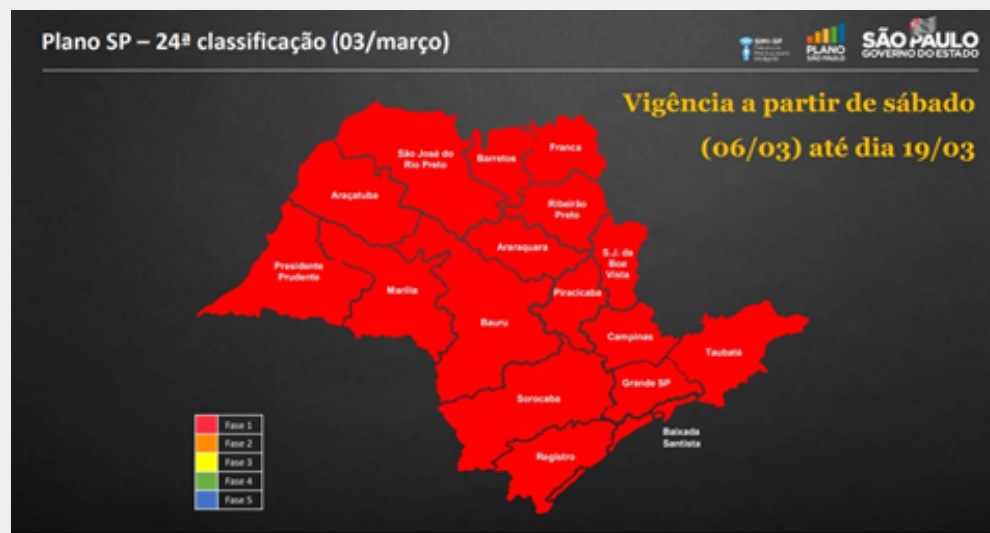 Plano SP – 24ª classificação (03/março)
PLANO
SÃO PAULO
SÃO PAULO
GOVERNO DO ESTADO
Vigência a partir de sábado
(06/03) até dia 19/03
São José do
Rio Preto
Barretos
Franca
Araçatuba
Ribeirão
Preto
Araraquara
S.J. da
Boa
Vista
Presidente
Prudente
Marília
Piracicaba
Bauru
Campinas
Taubaté
Grande SP
Sorocaba
Baixada
Santista
Registro
Fase 1
Fase 2
Fase 3
Fase 4
Fase 5